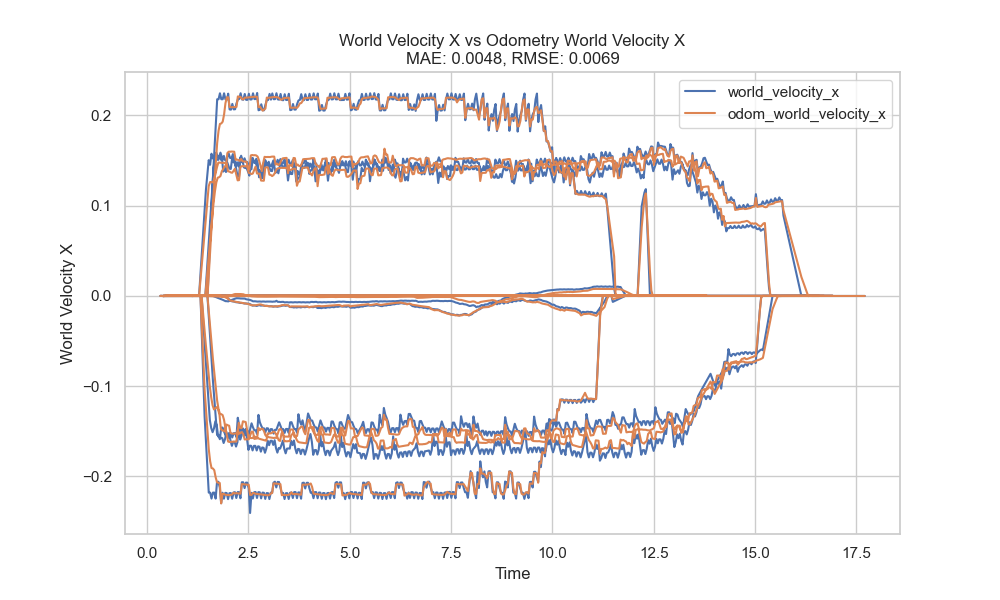 World Velocity X vs Odometry World Velocity X
MAE: 0.0048, RMSE: 0.0069
world_velocity_x
odom_world_velocity_x
0.2
0.1
0.0
−0.1
−0.2
World Velocity X
0.0 2.5 5.0 7.5 10.0 12.5 15.0 17.5
Time